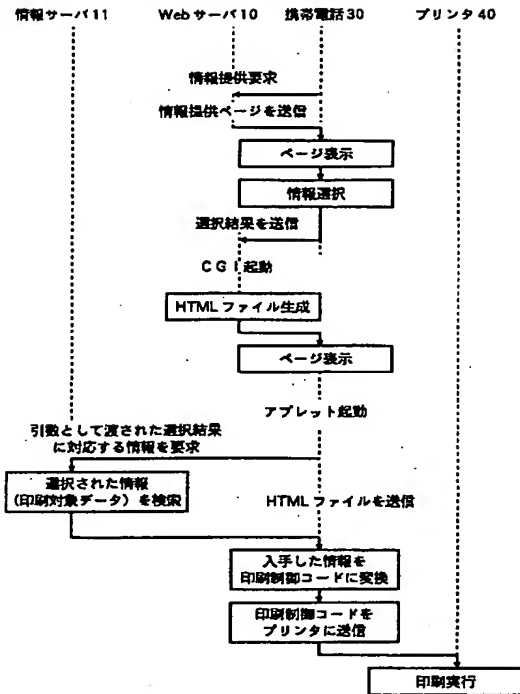 情報サーバ11 Webサーバ10 携帯電話30 プリンタ40
情報提供要求
情報提供ページを送信
ページ表示
情報選択
選択結果を送信
CGI起動
HTMLファイル生成
ページ表示
アプレット起動
引数として渡された選択結果
に対応する情報を要求
選択された情報
(印刷対象データ)を検索
HTMLファイルを送信
入手した情報を
印刷制御コードに変換
印刷制御コードを
プリンタに送信
印刷実行